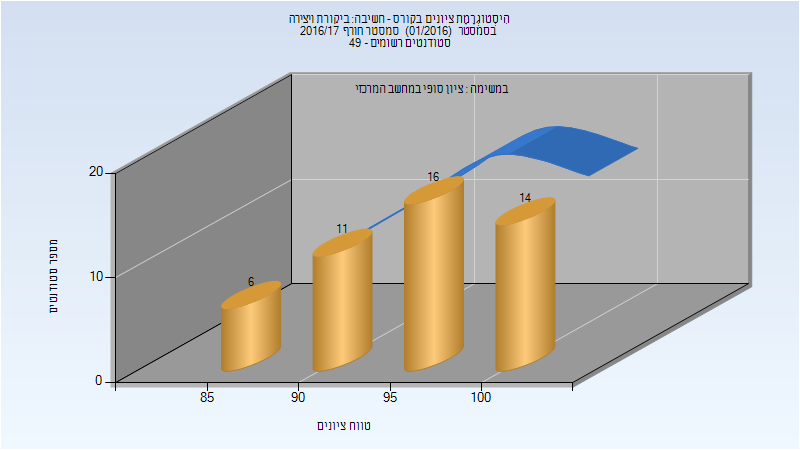 היסטוגרמת ציונים בקורס - חשיבה: ביקורת ויצירה
בסמסטר (01/2016) סמסטר חורף 2016/17
סטודנטים רשומים - 49
במשימה : ציון סופי במחשב המרכזי
מספר סטודנטים
20
10
0
6
11
16
14
85
90
95
100
טווח ציונים